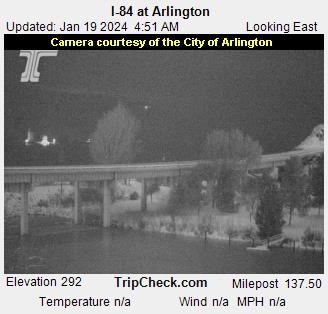 I-84 at Arlington
Updated: Jan 19 2024 4:51 AM Looking East
Camera courtesy of the City of Arlington
Elevation 292 TripCheck.com Milepost 137.50
Temperature n/a Wind n/a MPH n/a